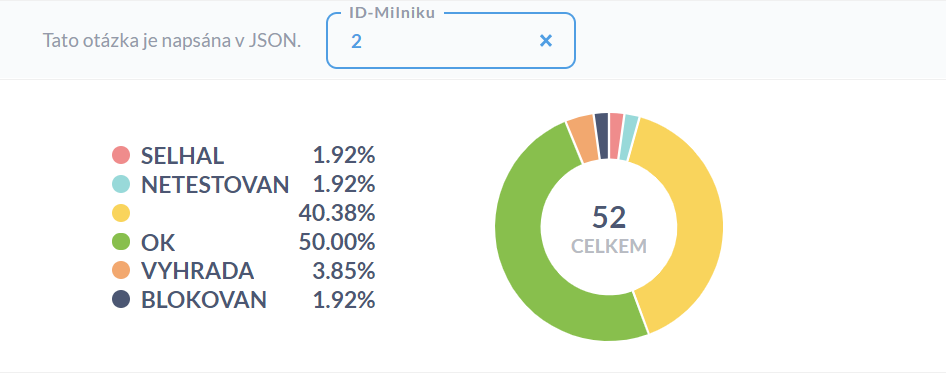 ID-Milniku
Tato otázka je napsána v JSON.
2
SELHAL 1.92%
NETESTOVAN 1.92%
40.38%
OK 50.00%
VYHRADA 3.85%
BLOKOVAN 1.92%
52
CELKEM